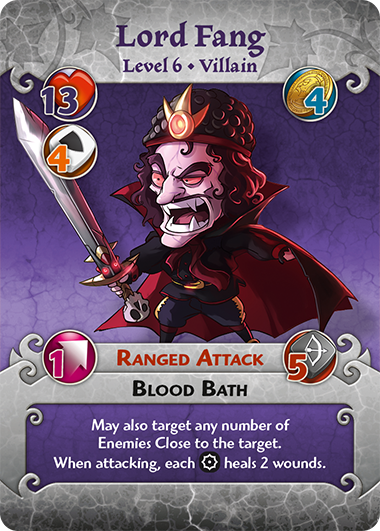 Lord Fang
Level 6 • Villain
13
4
4
1
Ranged Attack
5
Blood Bath
May also target any number of
Enemies Close to the target.
When attacking, each heals 2 wounds.